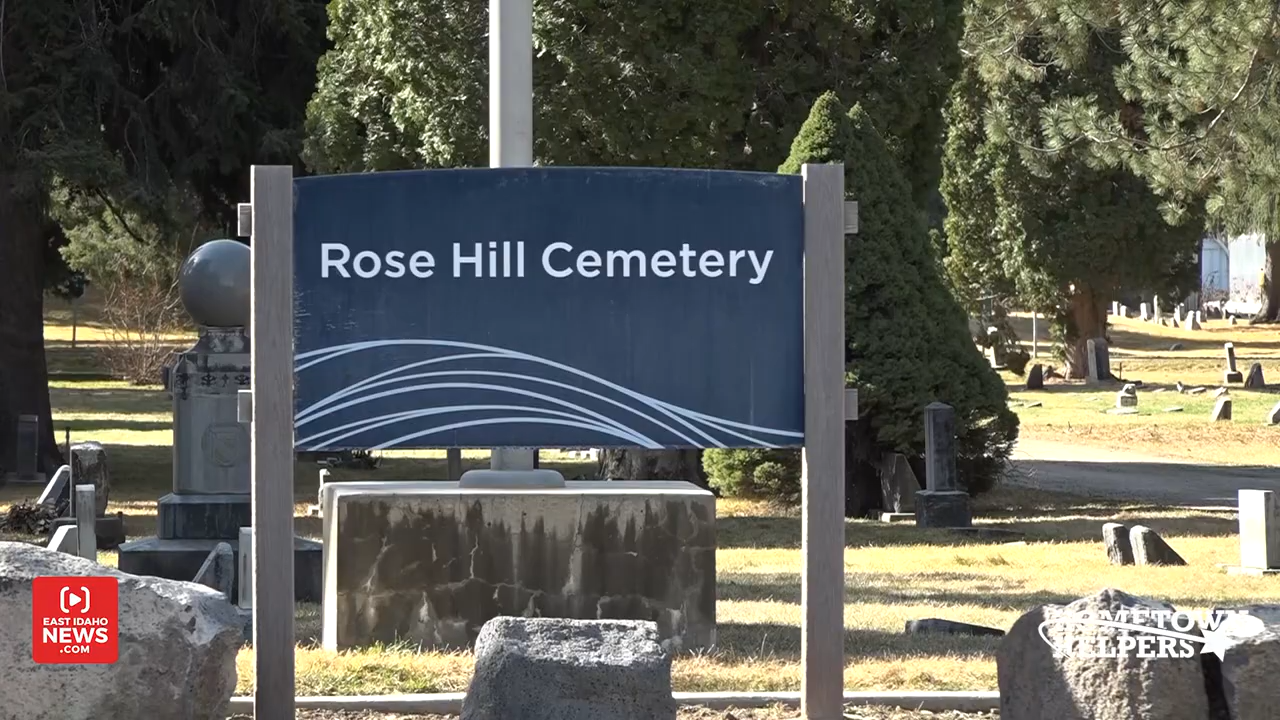 Rose Hill Cemetery
EAST IDAHO
NEWS
.COM
HOMETOWN
HELPERS